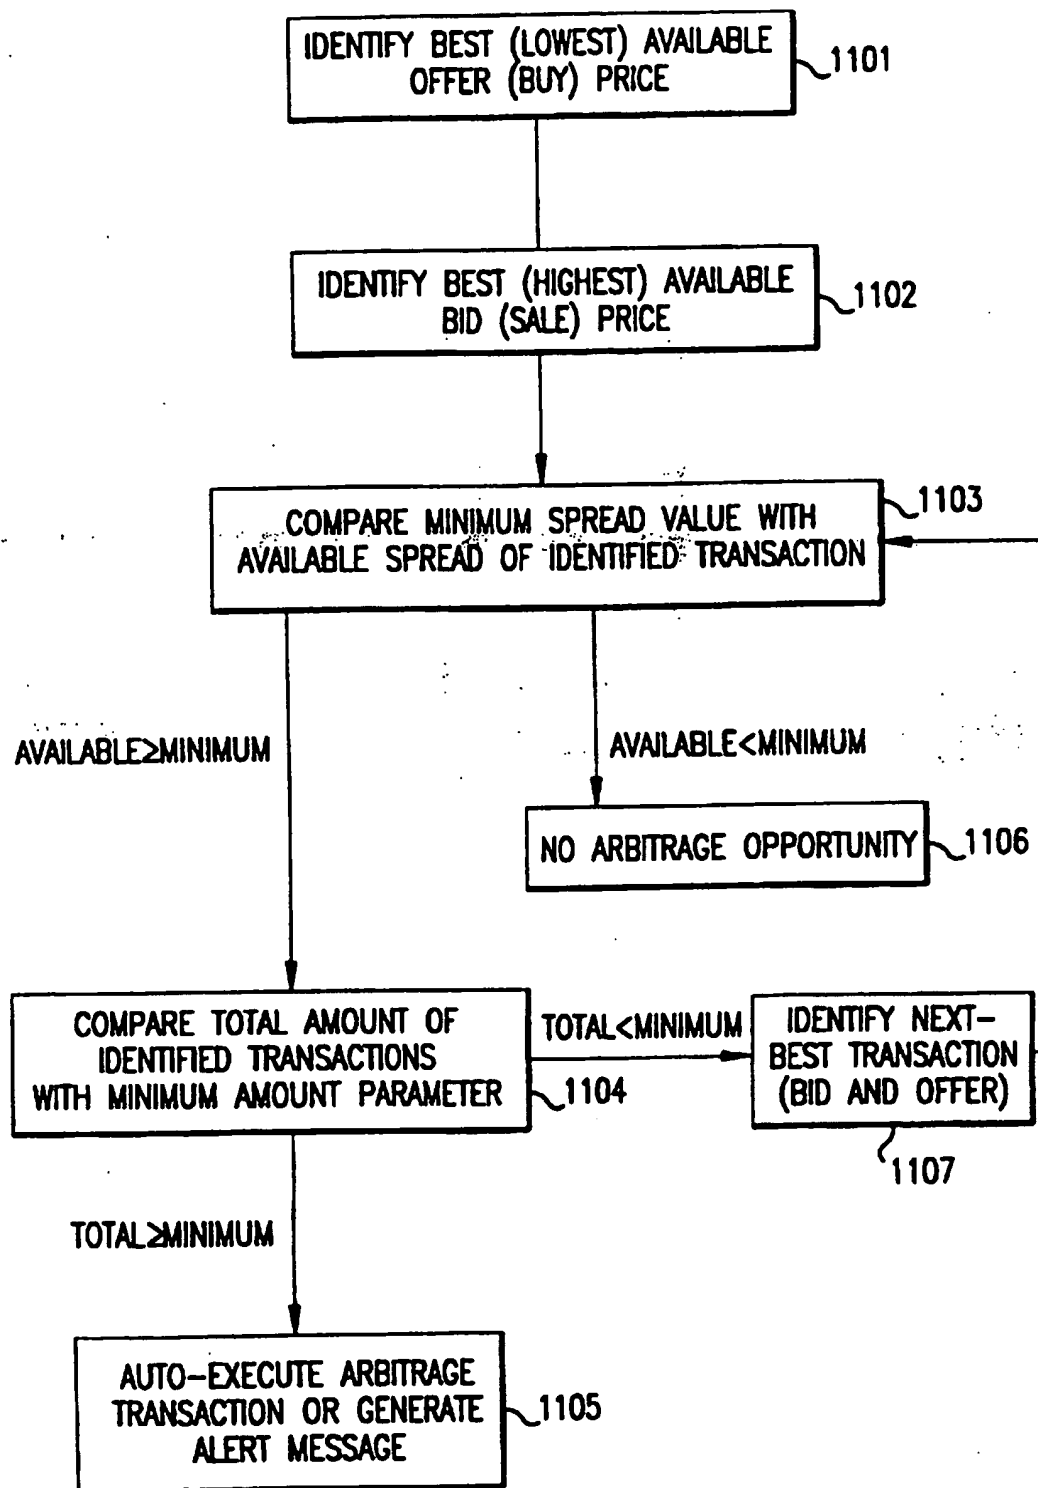 IDENTIFY BEST (LOWEST) AVAILABLE
OFFER (BUY) PRICE
1101
IDENTIFY BEST (HIGHEST) AVAILABLE
BID (SALE) PRICE
1102
COMPARE MINIMUM SPREAD VALUE WITH
AVAILABLE SPREAD OF IDENTIFIED TRANSACTION
1103
AVAILABLE≥MINIMUM
AVAILABLE<MINIMUM
NO ARBITRAGE OPPORTUNITY
1106
COMPARE TOTAL AMOUNT OF
IDENTIFIED TRANSACTIONS
WITH MINIMUM AMOUNT PARAMETER
1104
TOTAL<MINIMUM
IDENTIFY NEXT-
BEST TRANSACTION
(BID AND OFFER)
1107
TOTAL≥MINIMUM
AUTO-EXECUTE ARBITRAGE
TRANSACTION OR GENERATE
ALERT MESSAGE
1105